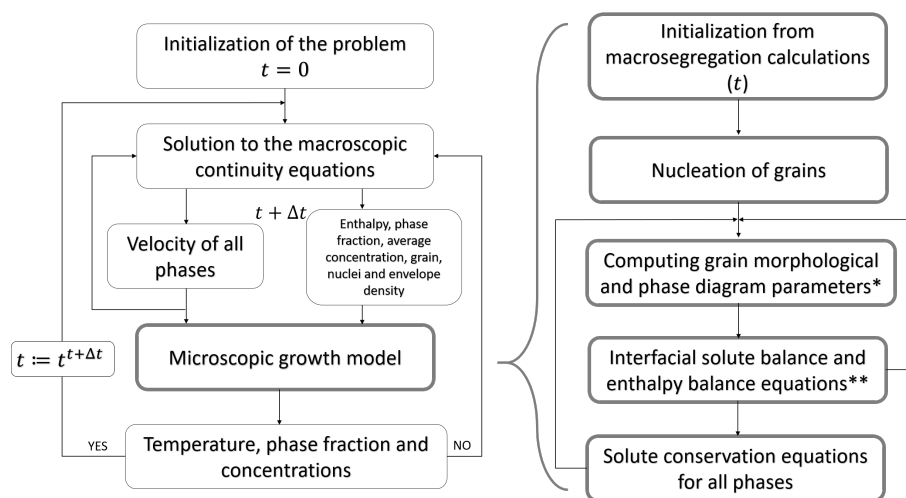 Initialization of the problem
t = 0
Solution to the macroscopic
continuity equations
t + Δt
Velocity of all
phases
Enthalpy, phase
fraction, average
concentration, grain,
nuclei and envelope
density
Microscopic growth model
t ≔ t^{t+Δt}
YES
Temperature, phase fraction and
concentrations
NO
Initialization from
macrosegregation calculations
(t)
Nucleation of grains
Computing grain morphological
and phase diagram parameters*
Interfacial solute balance and
enthalpy balance equations**
Solute conservation equations
for all phases